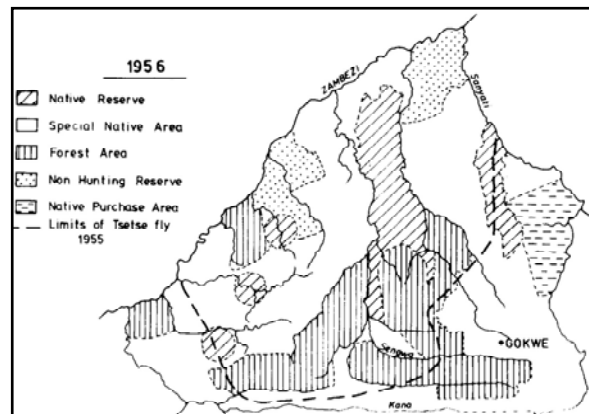 1956
Native Reserve
Special Native Area
Forest Area
Non Hunting Reserve
Native Purchase Area
Limits of Tsetse fly
1955
ZAMBEZI
Sanyati
GOKWE
Sengwa
Kana